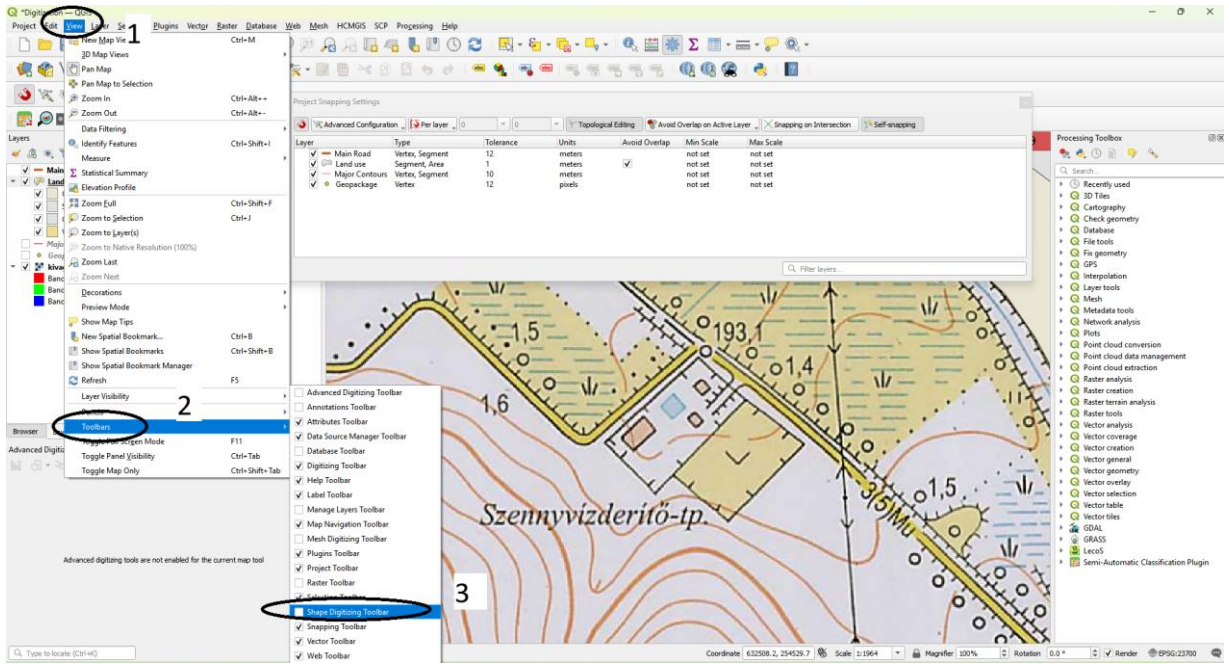 *Digitization — QGIS
Project Edit View Layer Plugins Vector Raster Database Web Mesh HCMGIS SCP Processing Help
1
New Map Vie Ctrl+M
3D Map Views
Pan Map
Pan Map to Selection
Zoom In Ctrl+Alt++
Zoom Out Ctrl+Alt+-
Data Filtering
Identify Features Ctrl+Shift+I
Measure
Statistical Summary
Elevation Profile
Zoom Full Ctrl+Shift+F
Zoom to Selection Ctrl+J
Zoom to Layer(s)
Zoom to Native Resolution (100%)
Zoom Last
Zoom Next
Decorations
Preview Mode
Show Map Tips
New Spatial Bookmark... Ctrl+B
Show Spatial Bookmarks Ctrl+Shift+B
Show Spatial Bookmark Manager
Refresh F5
Layer Visibility
2
Panels
Toolbars
Toggle Full Screen Mode F11
Toggle Panel Visibility Ctrl+Tab
Toggle Map Only Ctrl+Shift+Tab
Advanced Digitizing Toolbar
Annotations Toolbar
Attributes Toolbar
Data Source Manager Toolbar
Database Toolbar
Digitizing Toolbar
Help Toolbar
Label Toolbar
Manage Layers Toolbar
Map Navigation Toolbar
Mesh Digitizing Toolbar
Plugins Toolbar
Project Toolbar
Raster Toolbar
Selection Toolbar
Shape Digitizing Toolbar
Snapping Toolbar
Vector Toolbar
Web Toolbar
3
Layers
Main
Land
Majo
Geop
kiva
Band
Band
Band
Browser
Advanced Digitiz
Advanced digitizing tools are not enabled for the current map tool
Project Snapping Settings
Advanced Configuration Per layer 0 0 Topological Editing Avoid Overlap on Active Layer Snapping on Intersection Self-snapping
Layer Type Tolerance Units Avoid Overlap Min Scale Max Scale
Main Road Vertex, Segment 12 meters not set not set
Land use Segment, Area 1 meters not set not set
Major Contours Vertex, Segment 10 meters not set not set
Geopackage Vertex 12 pixels not set not set
Filter layers...
1,5
193,1
1,4
1,6
1,5
Szennyvízderítő-tp.
Processing Toolbox
Search...
Recently used
3D Tiles
Cartography
Check geometry
Database
File tools
Fix geometry
GPS
Interpolation
Layer tools
Mesh
Metadata tools
Network analysis
Plots
Point cloud conversion
Point cloud data management
Point cloud extraction
Raster analysis
Raster creation
Raster terrain analysis
Raster tools
Vector analysis
Vector coverage
Vector creation
Vector general
Vector geometry
Vector overlay
Vector selection
Vector table
Vector tiles
GDAL
GRASS
LecoS
Semi-Automatic Classification Plugin
Type to locate (Ctrl+K) Coordinate 632508.2, 254529.7 Scale 1:1964 Magnifier 100% Rotation 0.0 ° Render EPSG:23700